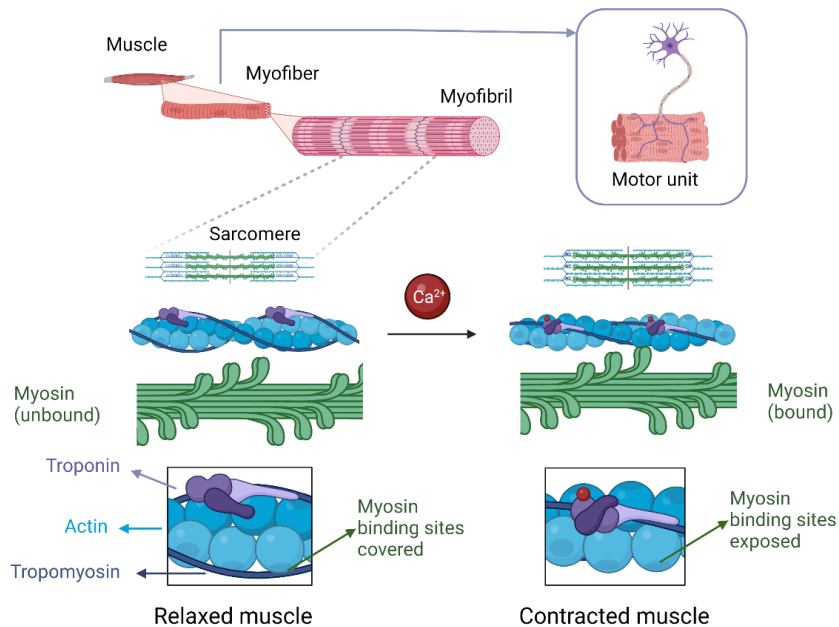 Muscle
Myofiber
Myofibril
Motor unit
Sarcomere
Ca²⁺
Myosin
(unbound)
Myosin
(bound)
Troponin
Actin
Tropomyosin
Myosin
binding sites
covered
Myosin
binding sites
exposed
Relaxed muscle
Contracted muscle